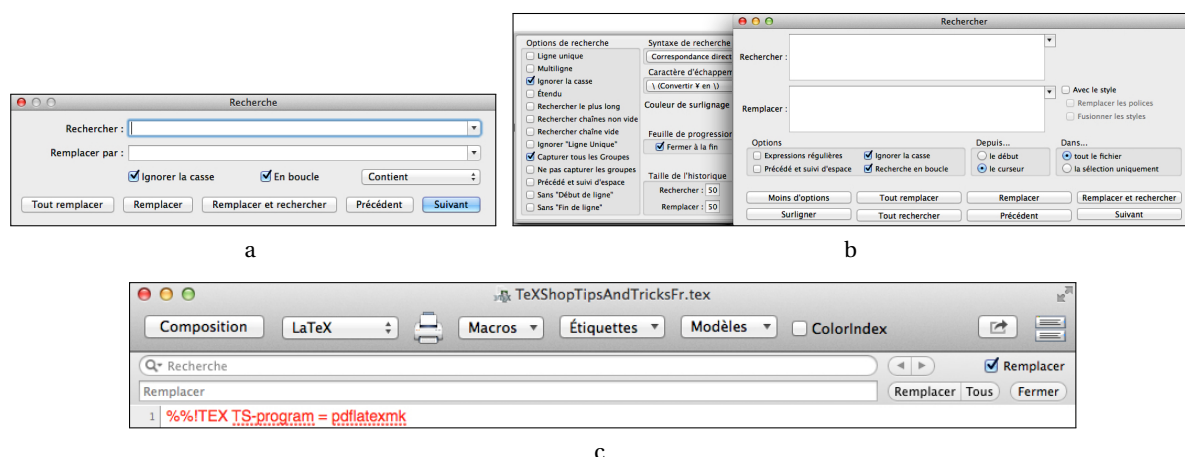 Recherche
Rechercher :
Remplacer par :
Ignorer la casse En boucle Contient
Tout remplacer Remplacer Remplacer et rechercher Précédent Suivant
a
Options de recherche
Ligne unique
Multiligne
Ignorer la casse
Étendu
Rechercher le plus long
Rechercher chaînes non vide
Rechercher chaîne vide
Ignorer "Ligne Unique"
Capturer tous les Groupes
Ne pas capturer les groupes
Précédé et suivi d'espace
Sans "Début de ligne"
Sans "Fin de ligne"
Syntaxe de recherche
Correspondance direct
Caractère d'échappem
\ (Convertir ¥ en \)
Couleur de surlignage
Feuille de progression
Fermer à la fin
Taille de l'historique
Rechercher : 50
Remplacer : 50
Rechercher
Rechercher :
Remplacer :
Avec le style
Remplacer les polices
Fusionner les styles
Options Depuis... Dans...
Expressions régulières Ignorer la casse le début tout le fichier
Précédé et suivi d'espace Recherche en boucle le curseur la sélection uniquement
Moins d'options Tout remplacer Remplacer Remplacer et rechercher
Surligner Tout rechercher Précédent Suivant
b
TeXShopTipsAndTricksFr.tex
Composition LaTeX Macros Étiquettes Modèles ColorIndex
Recherche Remplacer
Remplacer Remplacer Tous Fermer
1 %%!TEX TS-program = pdflatexmk
c